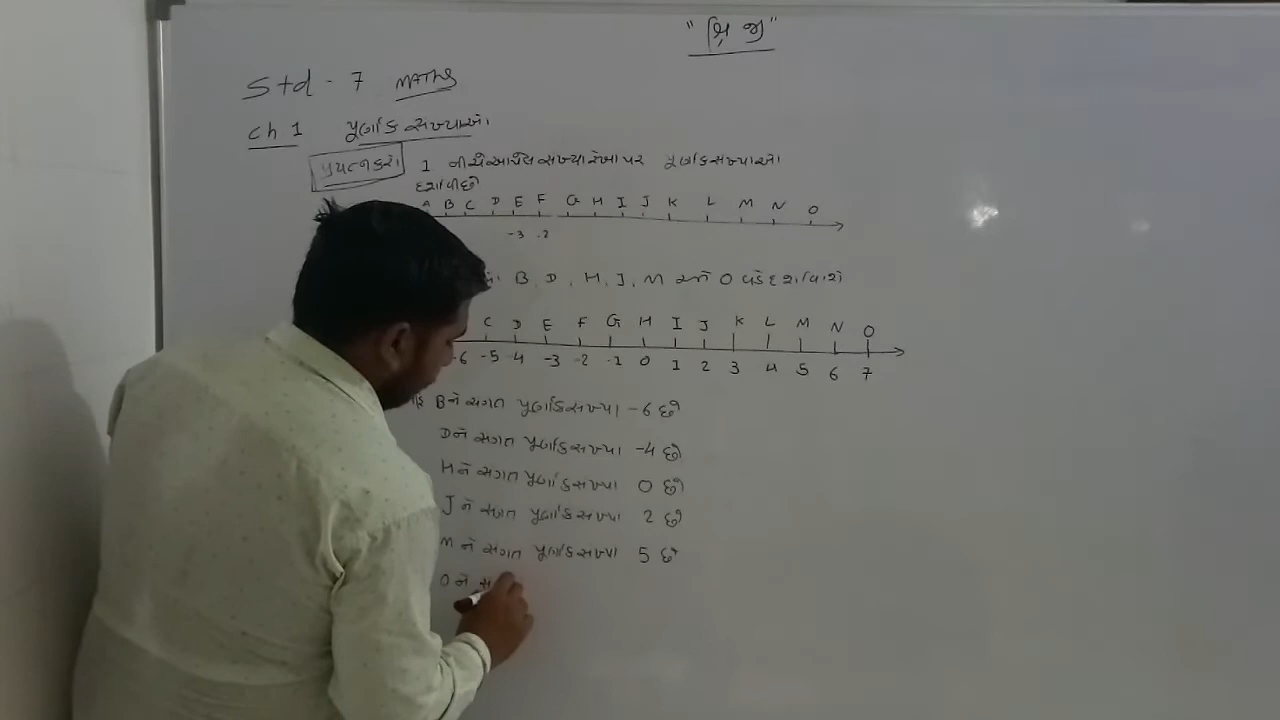 " શ્રિ જી "
Std - 7 MATHS
Ch 1 પૂર્ણાંક સંખ્યાઓ.
પ્રયત્ન કરો. 1 નીચે આપેલ સંખ્યારેખા પર પૂર્ણાંક સંખ્યાઓ
દર્શાવી છે
A B C D E F G H I J K L M N O
-3 -2
B, D, H, J, M અને O વડે દર્શાવાશે
C D E F G H I J K L M N O
-6 -5 -4 -3 -2 -1 0 1 2 3 4 5 6 7
B ને સંગત પૂર્ણાંક સંખ્યા -6 છે
D ને સંગત પૂર્ણાંક સંખ્યા -4 છે
H ને સંગત પૂર્ણાંક સંખ્યા 0 છે
J ને સંગત પૂર્ણાંક સંખ્યા 2 છે
M ને સંગત પૂર્ણાંક સંખ્યા 5 છે
O ને સ